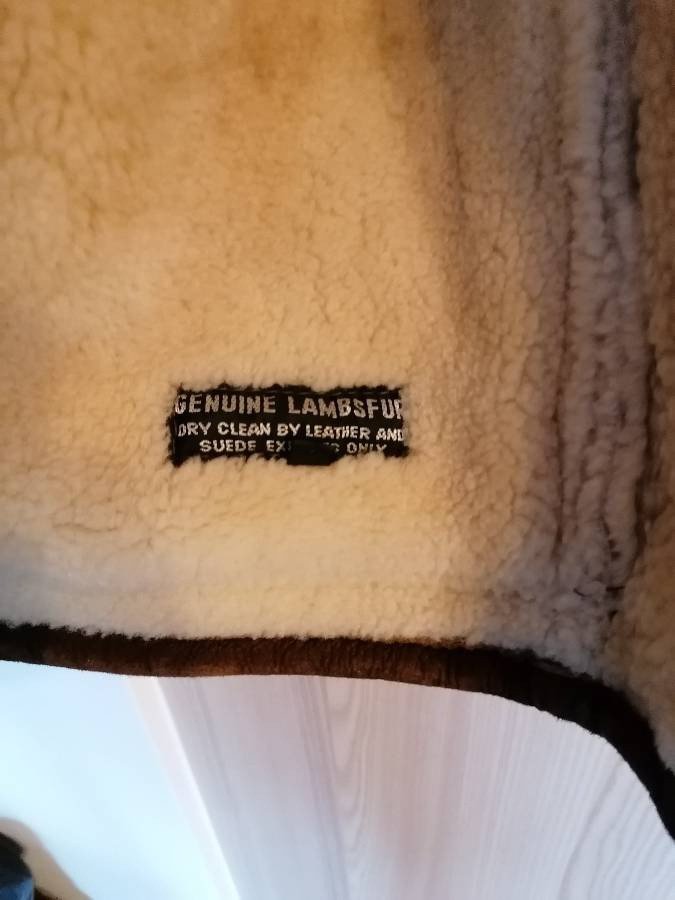 GENUINE LAMBSFUR
DRY CLEAN BY LEATHER AND
SUEDE ONLY